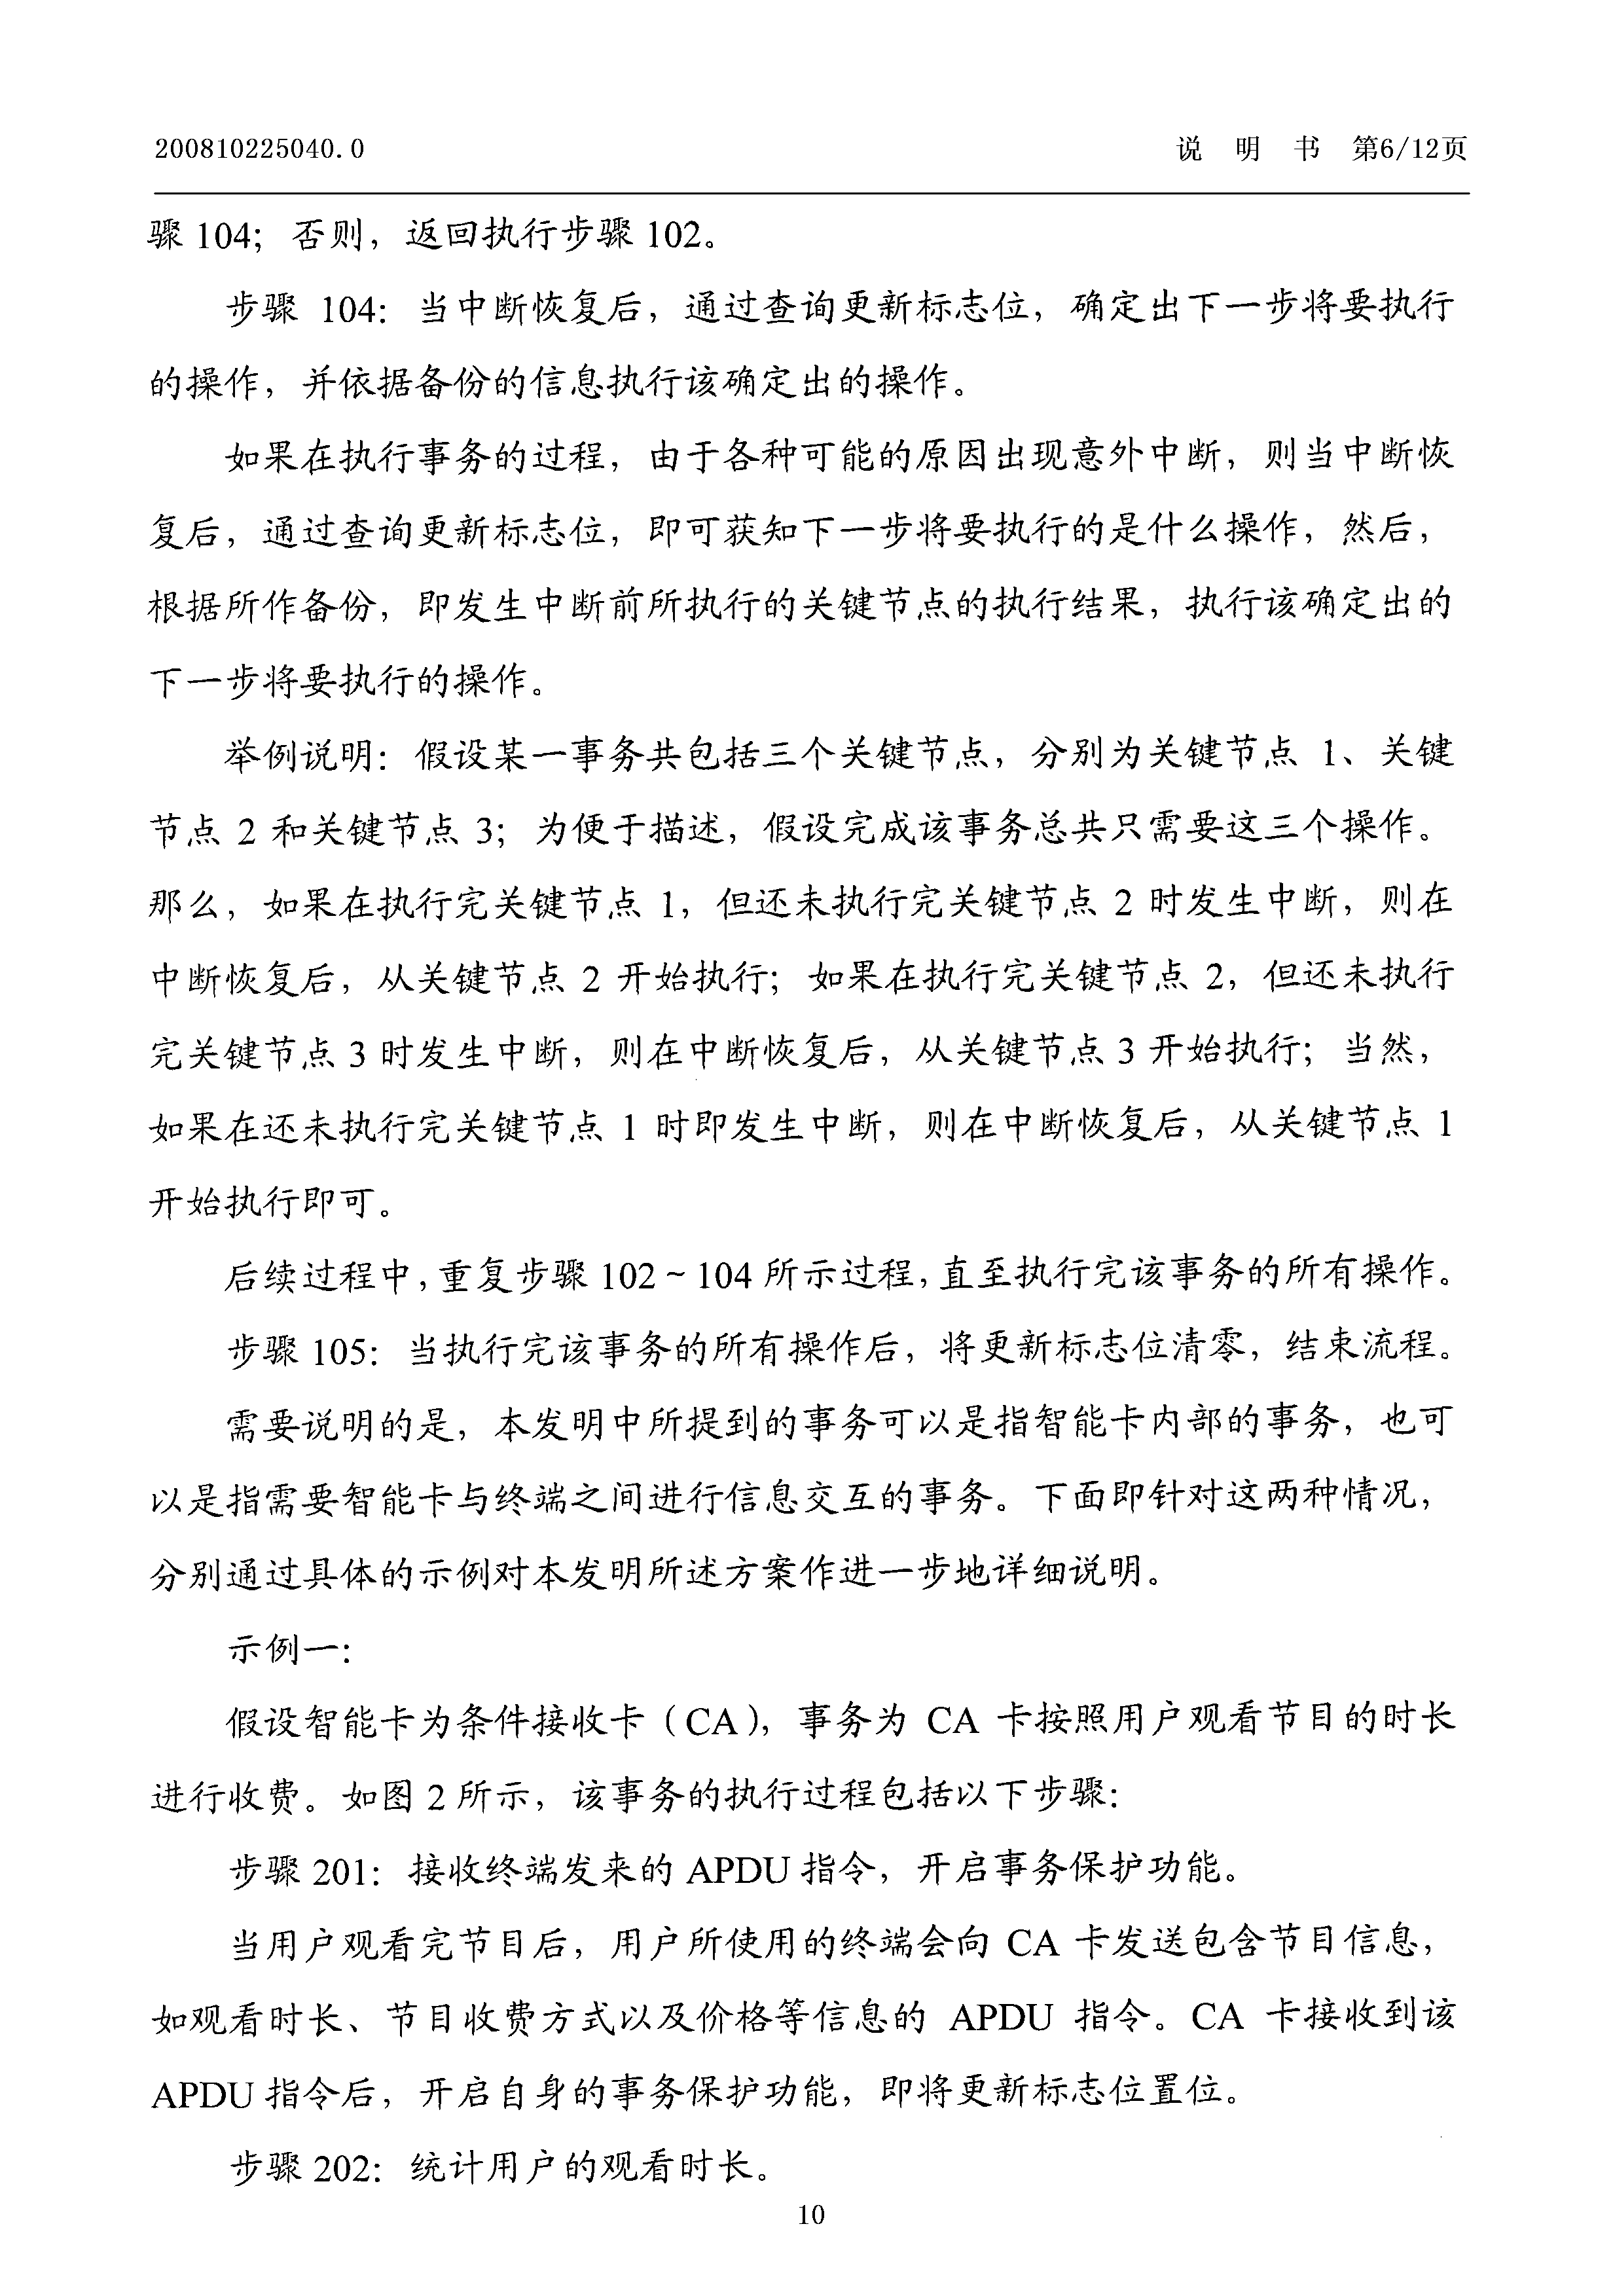 200810225040.0
说 明 书 第6/12页
骤 104；否则，返回执行步骤 102。
步骤 104：当中断恢复后，通过查询更新标志位，确定出下一步将要执行
的操作，并依据备份的信息执行该确定出的操作。
如果在执行事务的过程，由于各种可能的原因出现意外中断，则当中断恢
复后，通过查询更新标志位，即可获知下一步将要执行的是什么操作，然后，
根据所作备份，即发生中断前所执行的关键节点的执行结果，执行该确定出的
下一步将要执行的操作。
举例说明：假设某一事务共包括三个关键节点，分别为关键节点 1、关键
节点 2 和关键节点 3；为便于描述，假设完成该事务总共只需要这三个操作。
那么，如果在执行完关键节点 1，但还未执行完关键节点 2 时发生中断，则在
中断恢复后，从关键节点 2 开始执行；如果在执行完关键节点 2，但还未执行
完关键节点 3 时发生中断，则在中断恢复后，从关键节点 3 开始执行；当然，
如果在还未执行完关键节点 1 时即发生中断，则在中断恢复后，从关键节点 1
开始执行即可。
后续过程中，重复步骤 102～104 所示过程，直至执行完该事务的所有操作。
步骤 105：当执行完该事务的所有操作后，将更新标志位清零，结束流程。
需要说明的是，本发明中所提到的事务可以是指智能卡内部的事务，也可
以是指需要智能卡与终端之间进行信息交互的事务。下面即针对这两种情况，
分别通过具体的示例对本发明所述方案作进一步地详细说明。
示例一：
假设智能卡为条件接收卡（CA），事务为 CA 卡按照用户观看节目的时长
进行收费。如图 2 所示，该事务的执行过程包括以下步骤：
步骤 201：接收终端发来的 APDU 指令，开启事务保护功能。
当用户观看完节目后，用户所使用的终端会向 CA 卡发送包含节目信息，
如观看时长、节目收费方式以及价格等信息的 APDU 指令。CA 卡接收到该
APDU 指令后，开启自身的事务保护功能，即将更新标志位置位。
步骤 202：统计用户的观看时长。
10